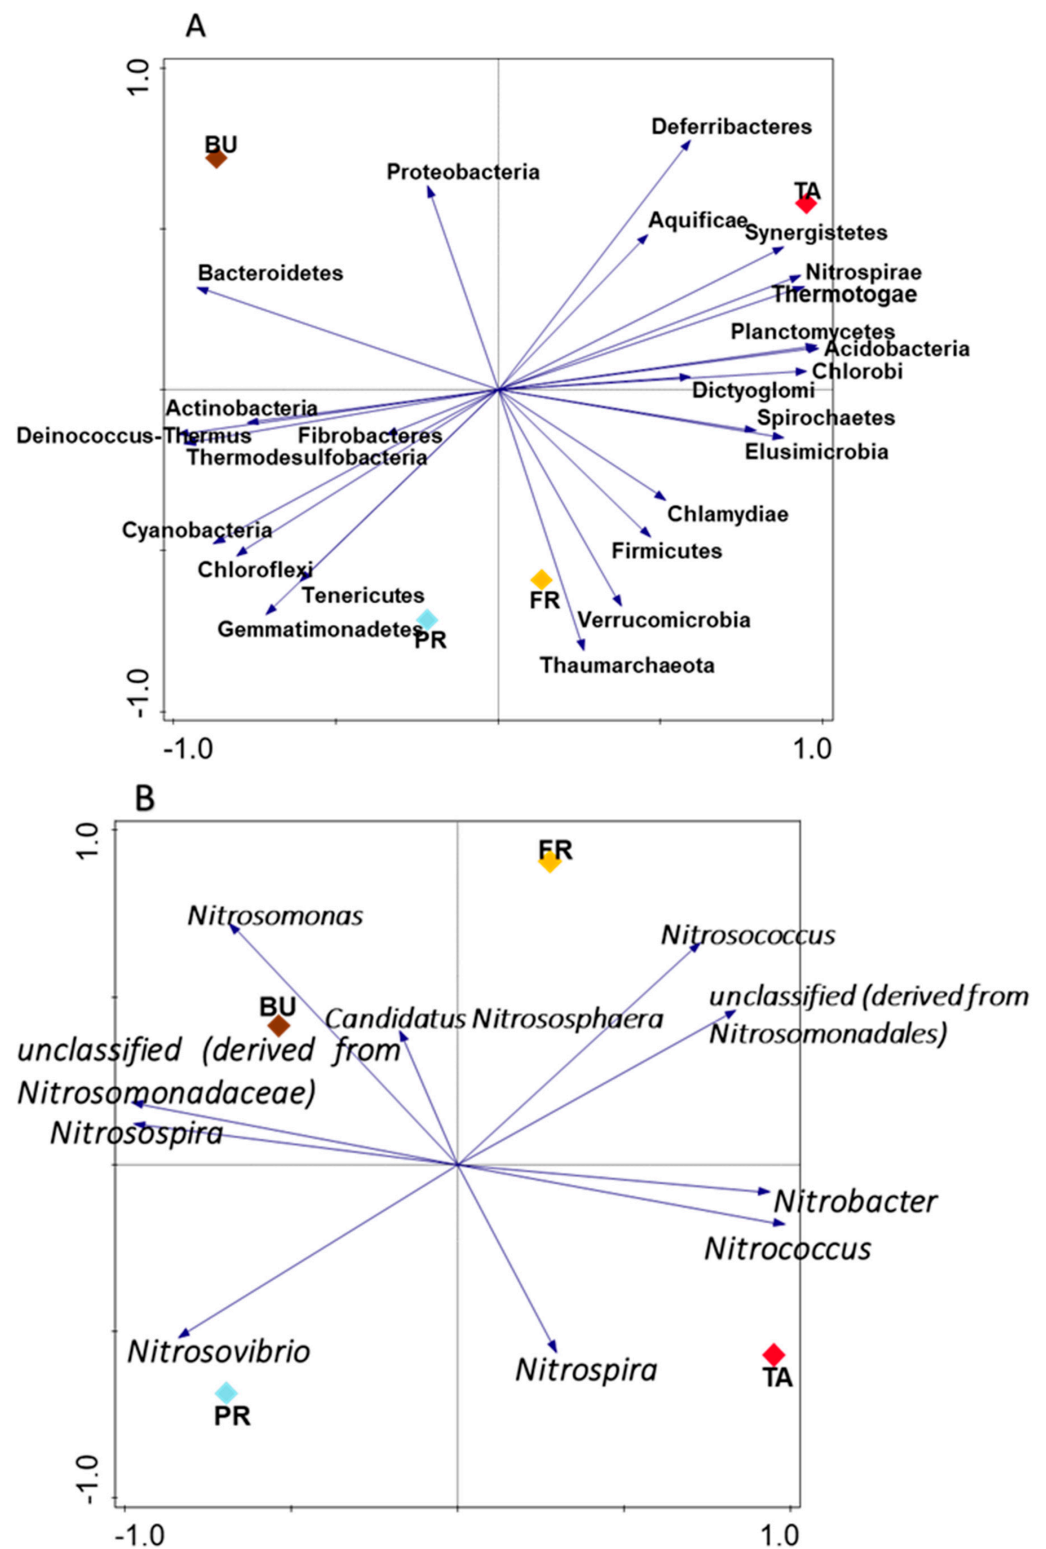 A
1.0
Deferribacteres
BU
Proteobacteria
TA
Aquificae
Synergistetes
Bacteroidetes
Nitrospirae
Thermotogae
Planctomycetes
Acidobacteria
Chlorobi
Dictyoglomi
Actinobacteria
Spirochaetes
Deinococcus-Thermus
Fibrobacteres
Elusimicrobia
Thermodesulfobacteria
Chlamydiae
Cyanobacteria
Firmicutes
Chloroflexi
Tenericutes
FR
Gemmatimonadetes
PR
Verrucomicrobia
Thaumarchaeota
-1.0
-1.0 1.0
B
1.0
FR
Nitrosomonas
Nitrosococcus
BU
Candidatus Nitrososphaera
unclassified (derived from
Nitrosomonadales)
unclassified (derived from
Nitrosomonadaceae)
Nitrosospira
Nitrobacter
Nitrococcus
Nitrosovibrio
Nitrospira
TA
PR
-1.0
-1.0 1.0